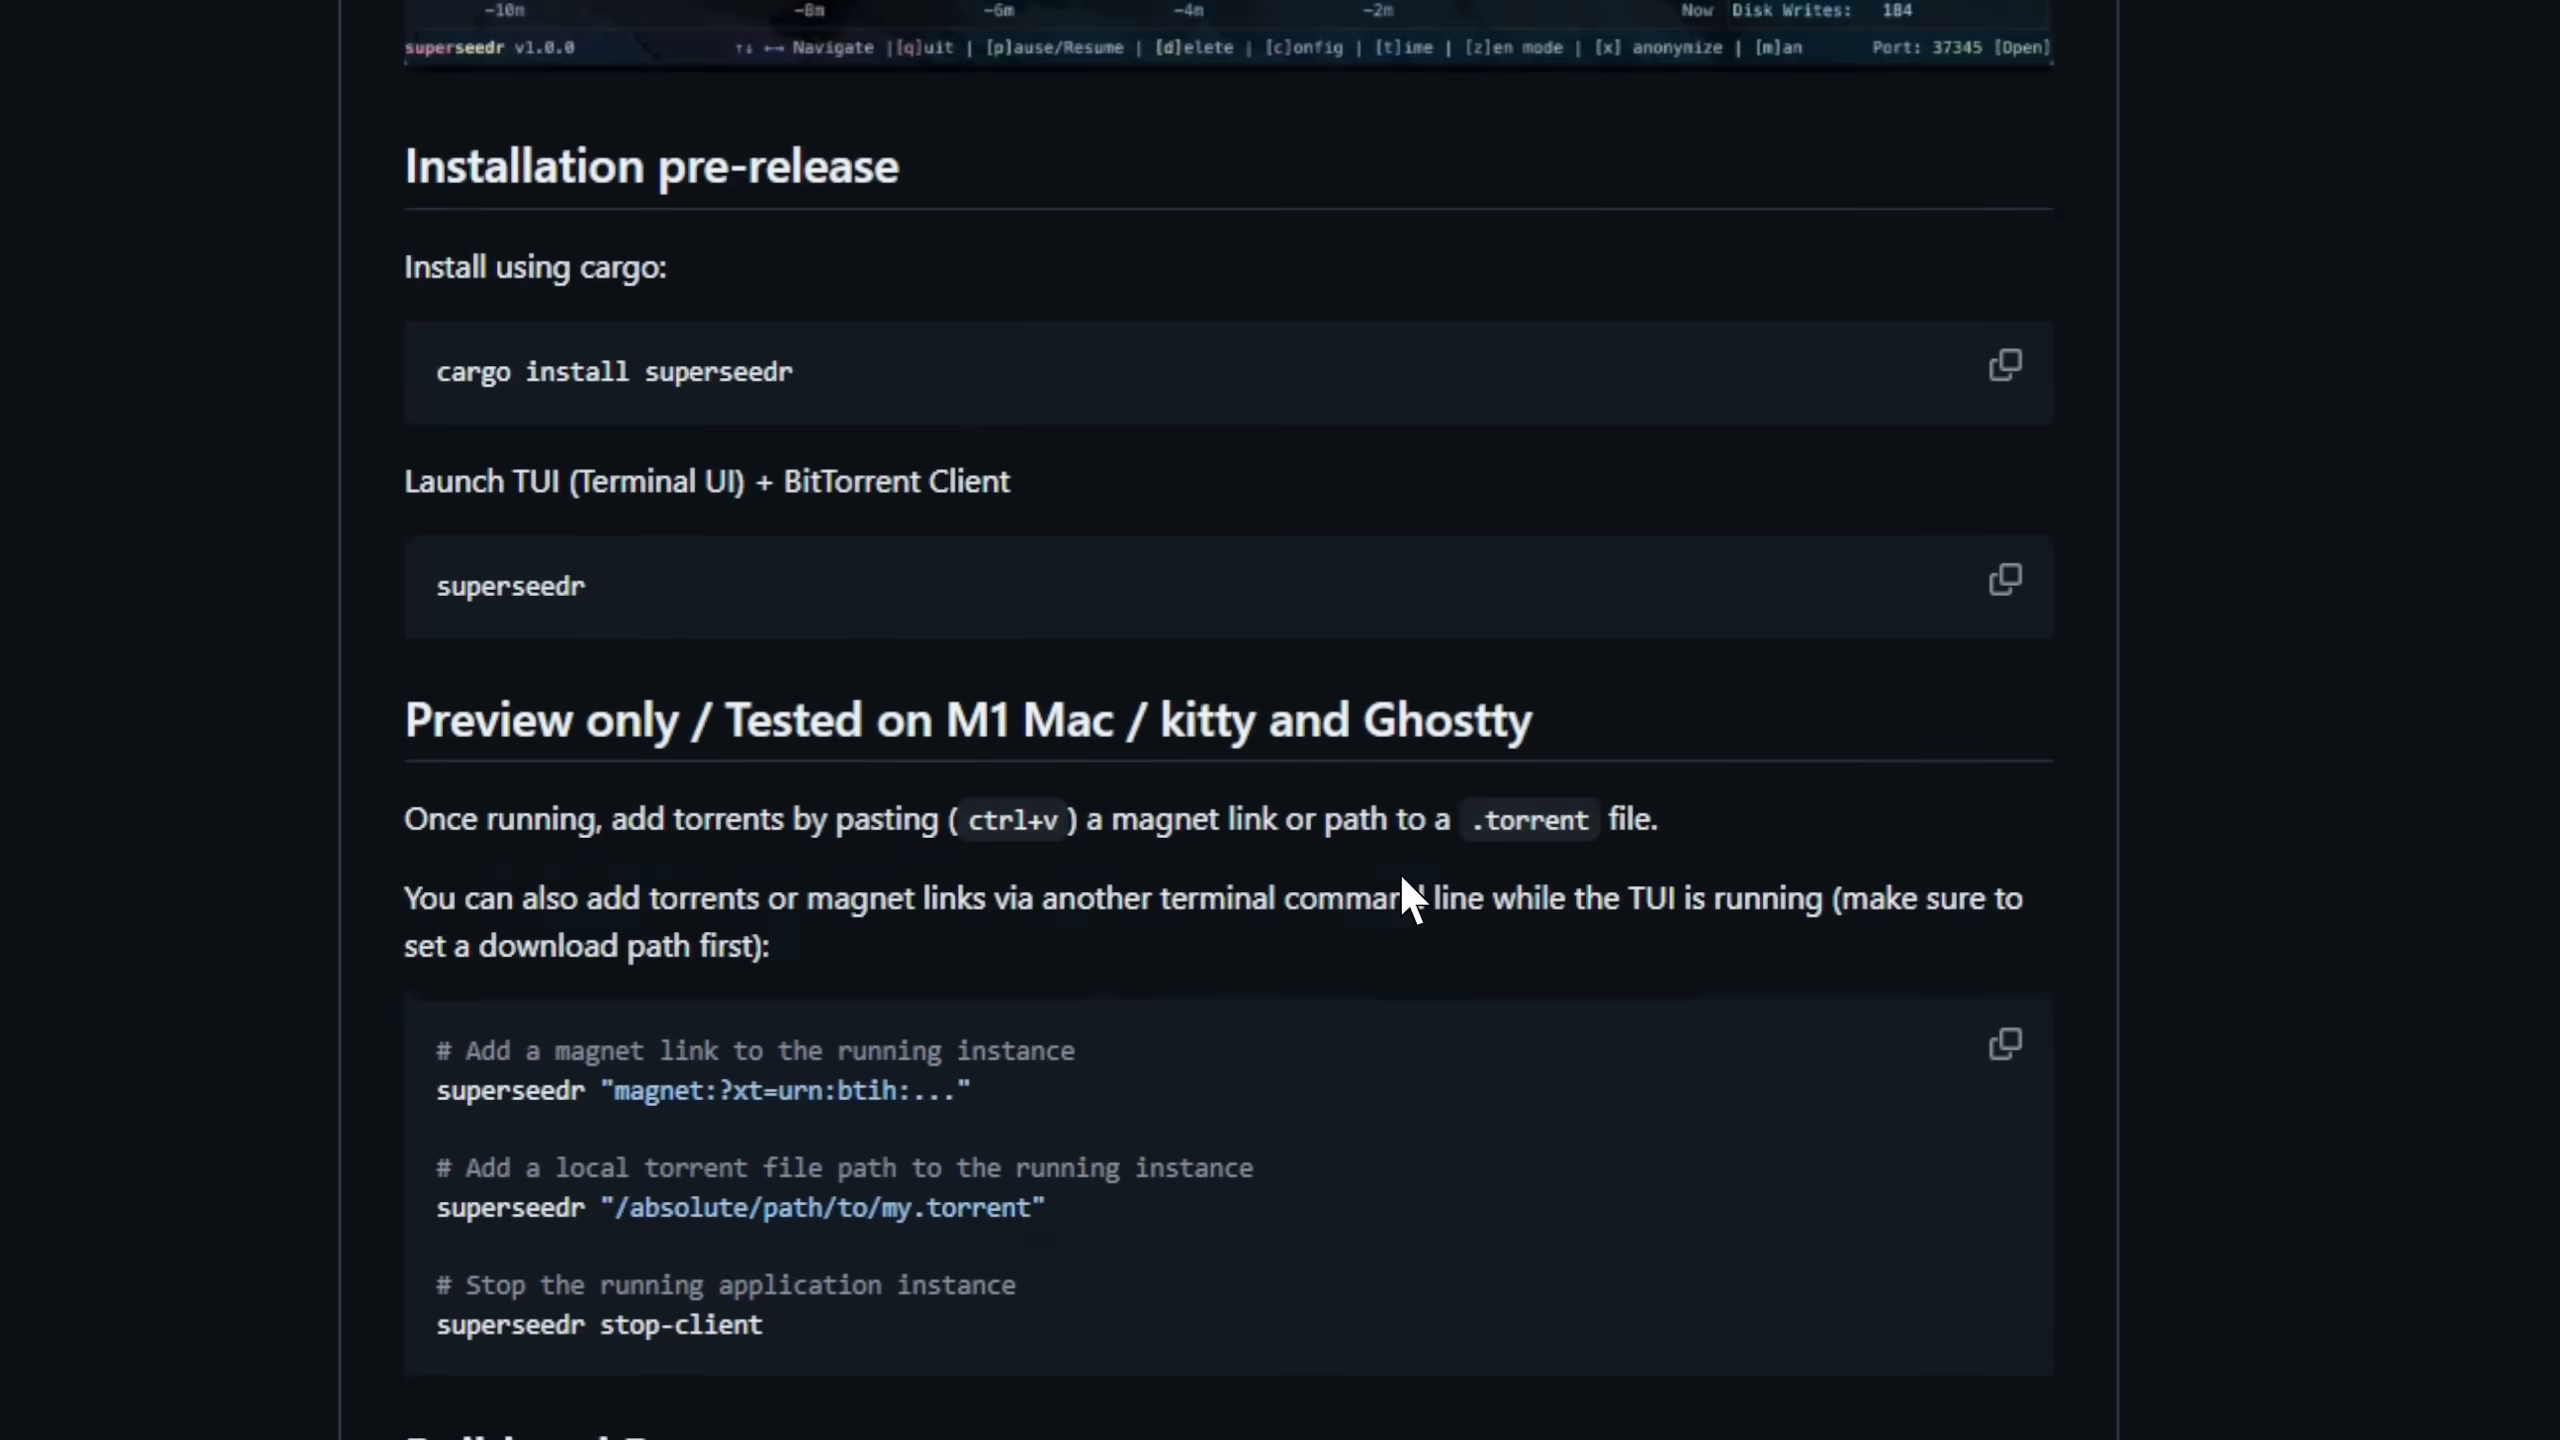 -10m -8m -6m -4m -2m Now Disk Writes: 184
superseedr v1.0.0 ↑↓ ←→ Navigate |[q]uit | [p]ause/Resume | [d]elete | [c]onfig | [t]ime | [z]en mode | [x] anonymize | [m]an Port: 37345 [Open]
Installation pre-release
Install using cargo:
cargo install superseedr
Launch TUI (Terminal UI) + BitTorrent Client
superseedr
Preview only / Tested on M1 Mac / kitty and Ghostty
Once running, add torrents by pasting ( ctrl+v ) a magnet link or path to a .torrent file.
You can also add torrents or magnet links via another terminal command line while the TUI is running (make sure to
set a download path first):
# Add a magnet link to the running instance
superseedr "magnet:?xt=urn:btih:..."
# Add a local torrent file path to the running instance
superseedr "/absolute/path/to/my.torrent"
# Stop the running application instance
superseedr stop-client